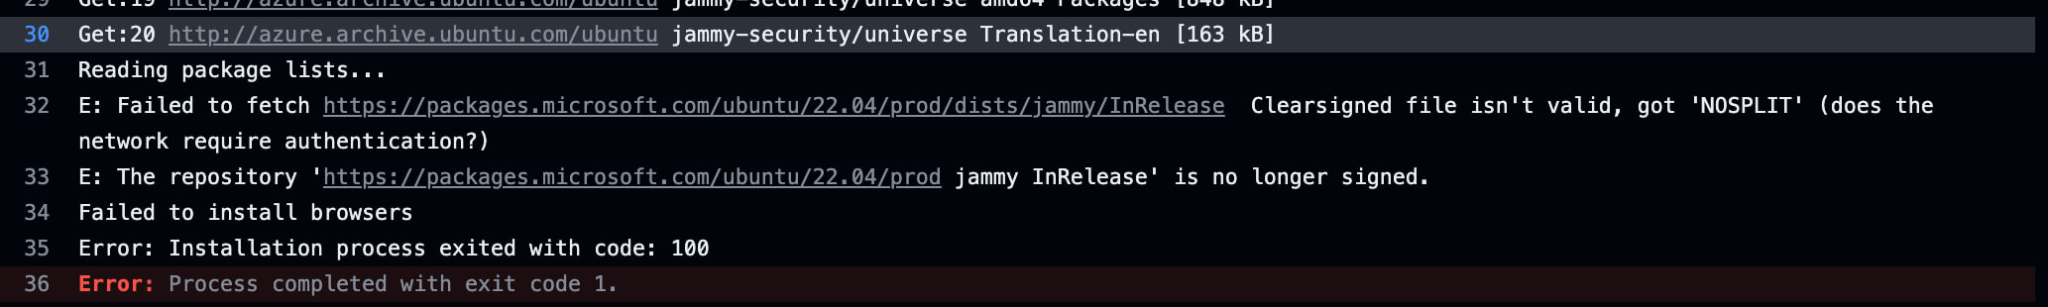 29 Get:19 http://azure.archive.ubuntu.com/ubuntu jammy-security/universe amd64 Packages [848 kB]
30 Get:20 http://azure.archive.ubuntu.com/ubuntu jammy-security/universe Translation-en [163 kB]
31 Reading package lists...
32 E: Failed to fetch https://packages.microsoft.com/ubuntu/22.04/prod/dists/jammy/InRelease  Clearsigned file isn't valid, got 'NOSPLIT' (does the
network require authentication?)
33 E: The repository 'https://packages.microsoft.com/ubuntu/22.04/prod jammy InRelease' is no longer signed.
34 Failed to install browsers
35 Error: Installation process exited with code: 100
36 Error: Process completed with exit code 1.